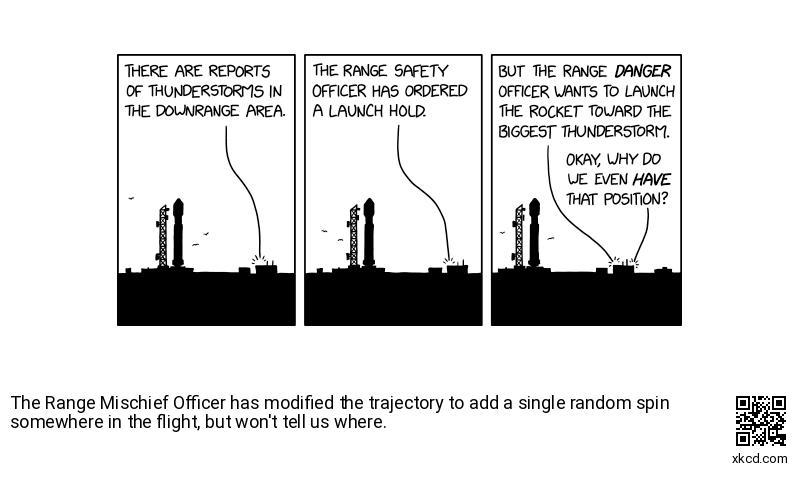 THERE ARE REPORTS
OF THUNDERSTORMS IN
THE DOWNRANGE AREA.
THE RANGE SAFETY
OFFICER HAS ORDERED
A LAUNCH HOLD.
BUT THE RANGE DANGER
OFFICER WANTS TO LAUNCH
THE ROCKET TOWARD THE
BIGGEST THUNDERSTORM.
OKAY, WHY DO
WE EVEN HAVE
THAT POSITION?
The Range Mischief Officer has modified the trajectory to add a single random spin
somewhere in the flight, but won't tell us where.
xkcd.com